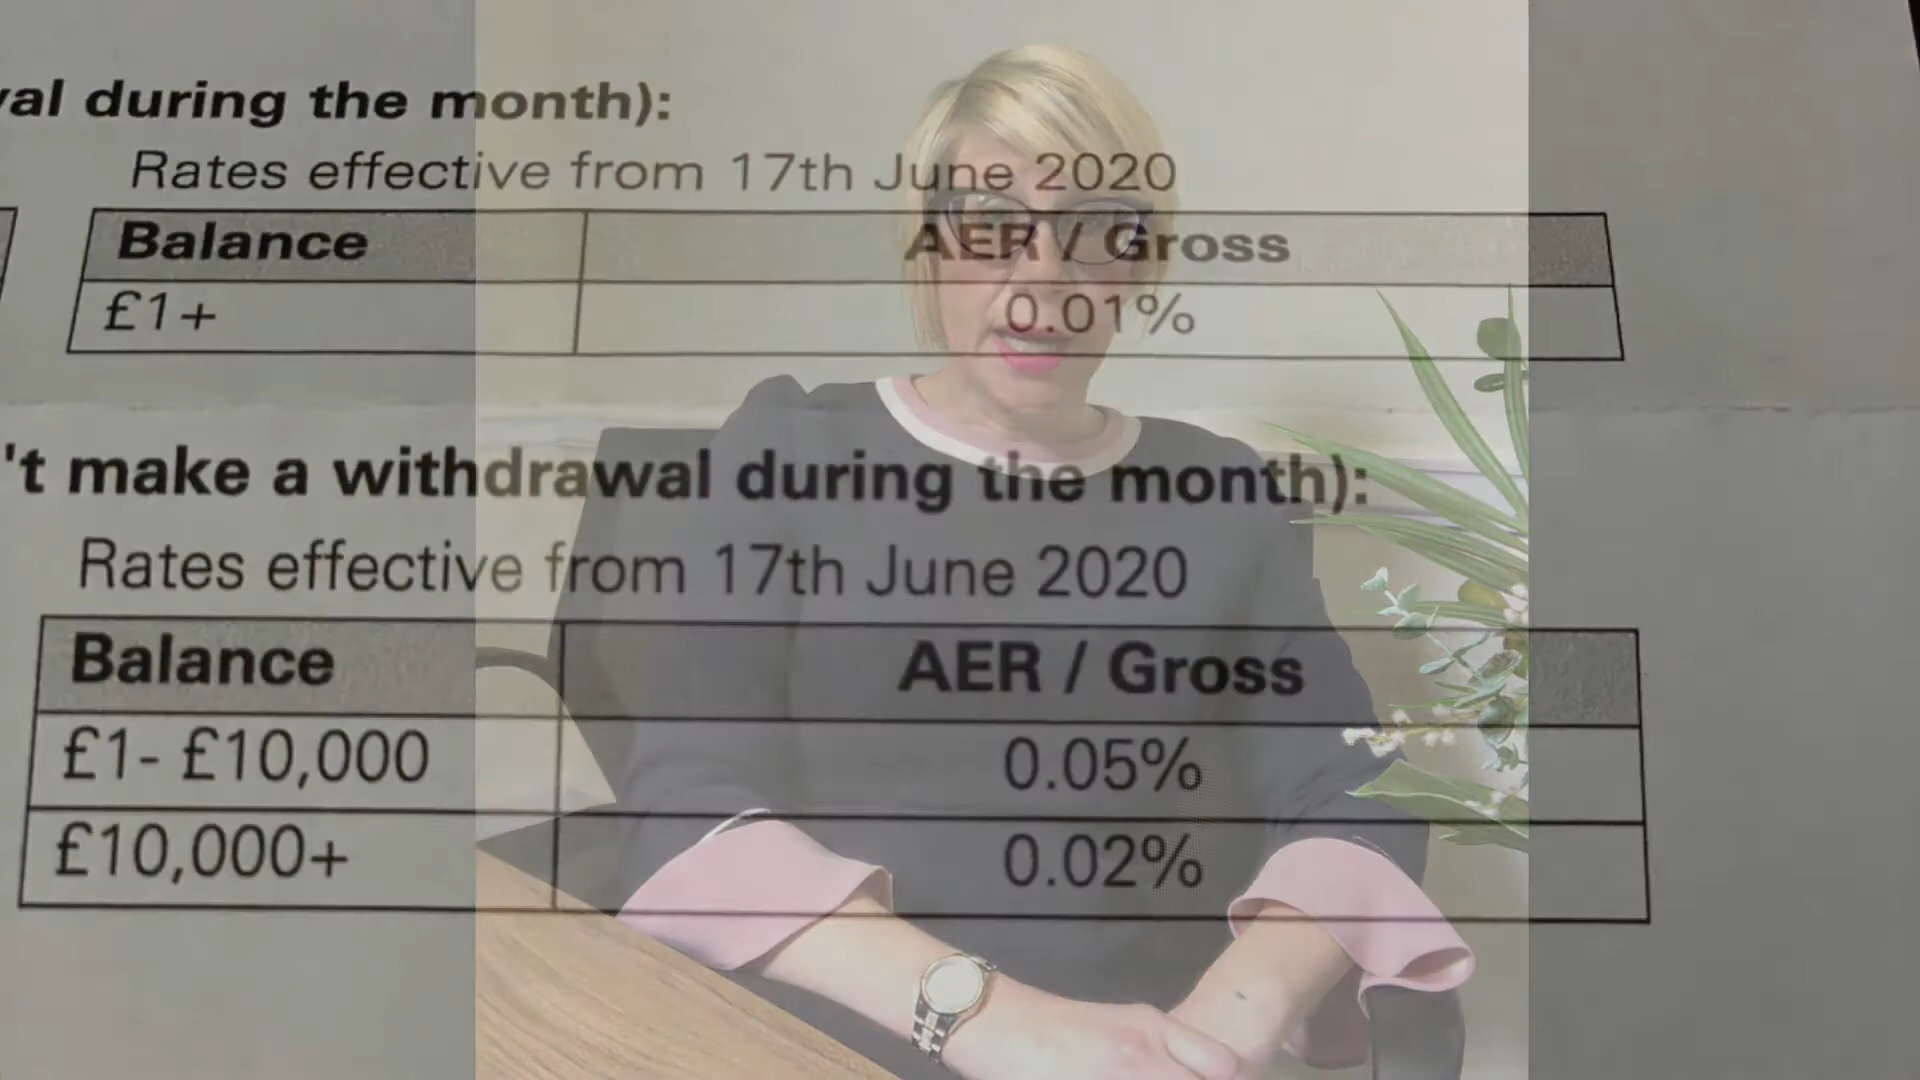 val during the month):
Rates effective from 17th June 2020
Balance AER / Gross
£1+ 0.01%
't make a withdrawal during the month):
Rates effective from 17th June 2020
Balance AER / Gross
£1- £10,000 0.05%
£10,000+ 0.02%